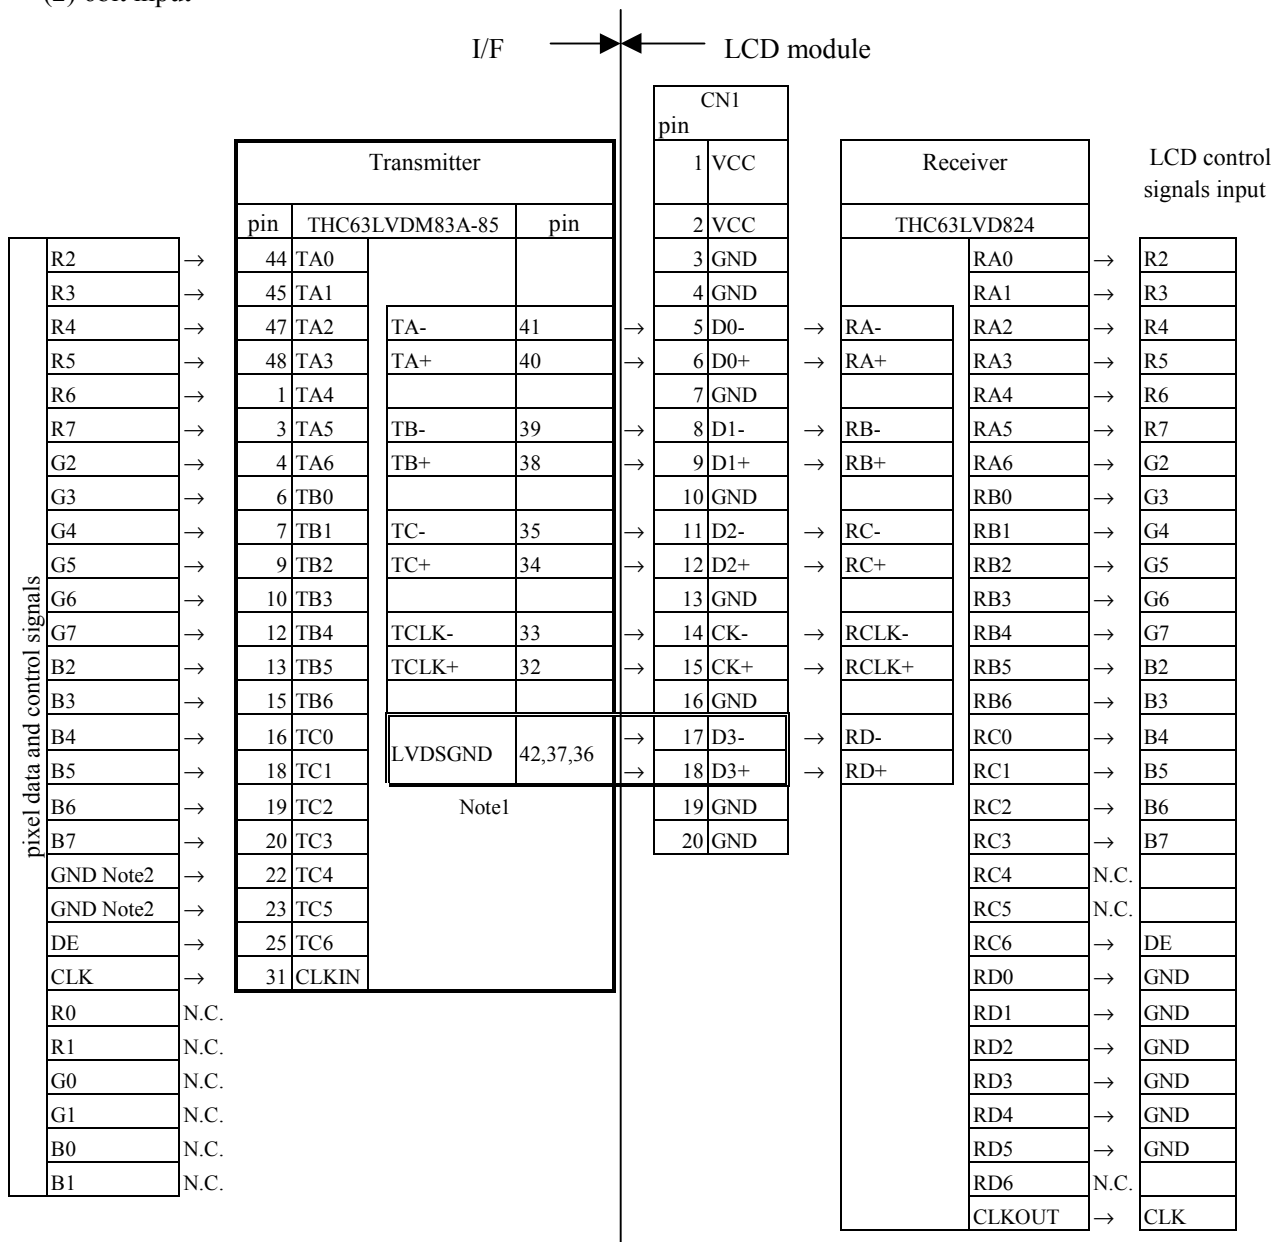 (2) 6bit input
I/F LCD module
CN1
pin
Transmitter 1 VCC Receiver LCD control
signals input
pin THC63LVDM83A-85 pin 2 VCC THC63LVD824
R2 → 44 TA0 3 GND RA0 → R2
R3 → 45 TA1 4 GND RA1 → R3
R4 → 47 TA2 TA- 41 → 5 D0- → RA- RA2 → R4
R5 → 48 TA3 TA+ 40 → 6 D0+ → RA+ RA3 → R5
R6 → 1 TA4 7 GND RA4 → R6
R7 → 3 TA5 TB- 39 → 8 D1- → RB- RA5 → R7
G2 → 4 TA6 TB+ 38 → 9 D1+ → RB+ RA6 → G2
G3 → 6 TB0 10 GND RB0 → G3
G4 → 7 TB1 TC- 35 → 11 D2- → RC- RB1 → G4
G5 → 9 TB2 TC+ 34 → 12 D2+ → RC+ RB2 → G5
G6 → 10 TB3 13 GND RB3 → G6
G7 → 12 TB4 TCLK- 33 → 14 CK- → RCLK- RB4 → G7
B2 → 13 TB5 TCLK+ 32 → 15 CK+ → RCLK+ RB5 → B2
B3 → 15 TB6 16 GND RB6 → B3
B4 → 16 TC0 LVDSGND 42,37,36 → 17 D3- → RD- RC0 → B4
B5 → 18 TC1 → 18 D3+ → RD+ RC1 → B5
B6 → 19 TC2 Note1 19 GND RC2 → B6
B7 → 20 TC3 20 GND RC3 → B7
GND Note2 → 22 TC4 RC4 N.C.
GND Note2 → 23 TC5 RC5 N.C.
DE → 25 TC6 RC6 → DE
CLK → 31 CLKIN RD0 → GND
R0 N.C. RD1 → GND
R1 N.C. RD2 → GND
G0 N.C. RD3 → GND
G1 N.C. RD4 → GND
B0 N.C. RD5 → GND
B1 N.C. RD6 N.C.
CLKOUT → CLK
pixel data and control signals